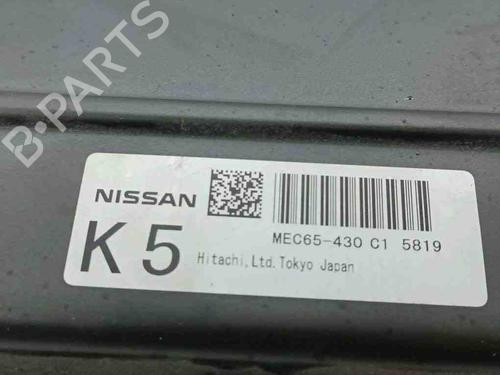 B-PARTS
NISSAN
K5
MEC65-430 C1 5819
Hitachi,Ltd.Tokyo Japan